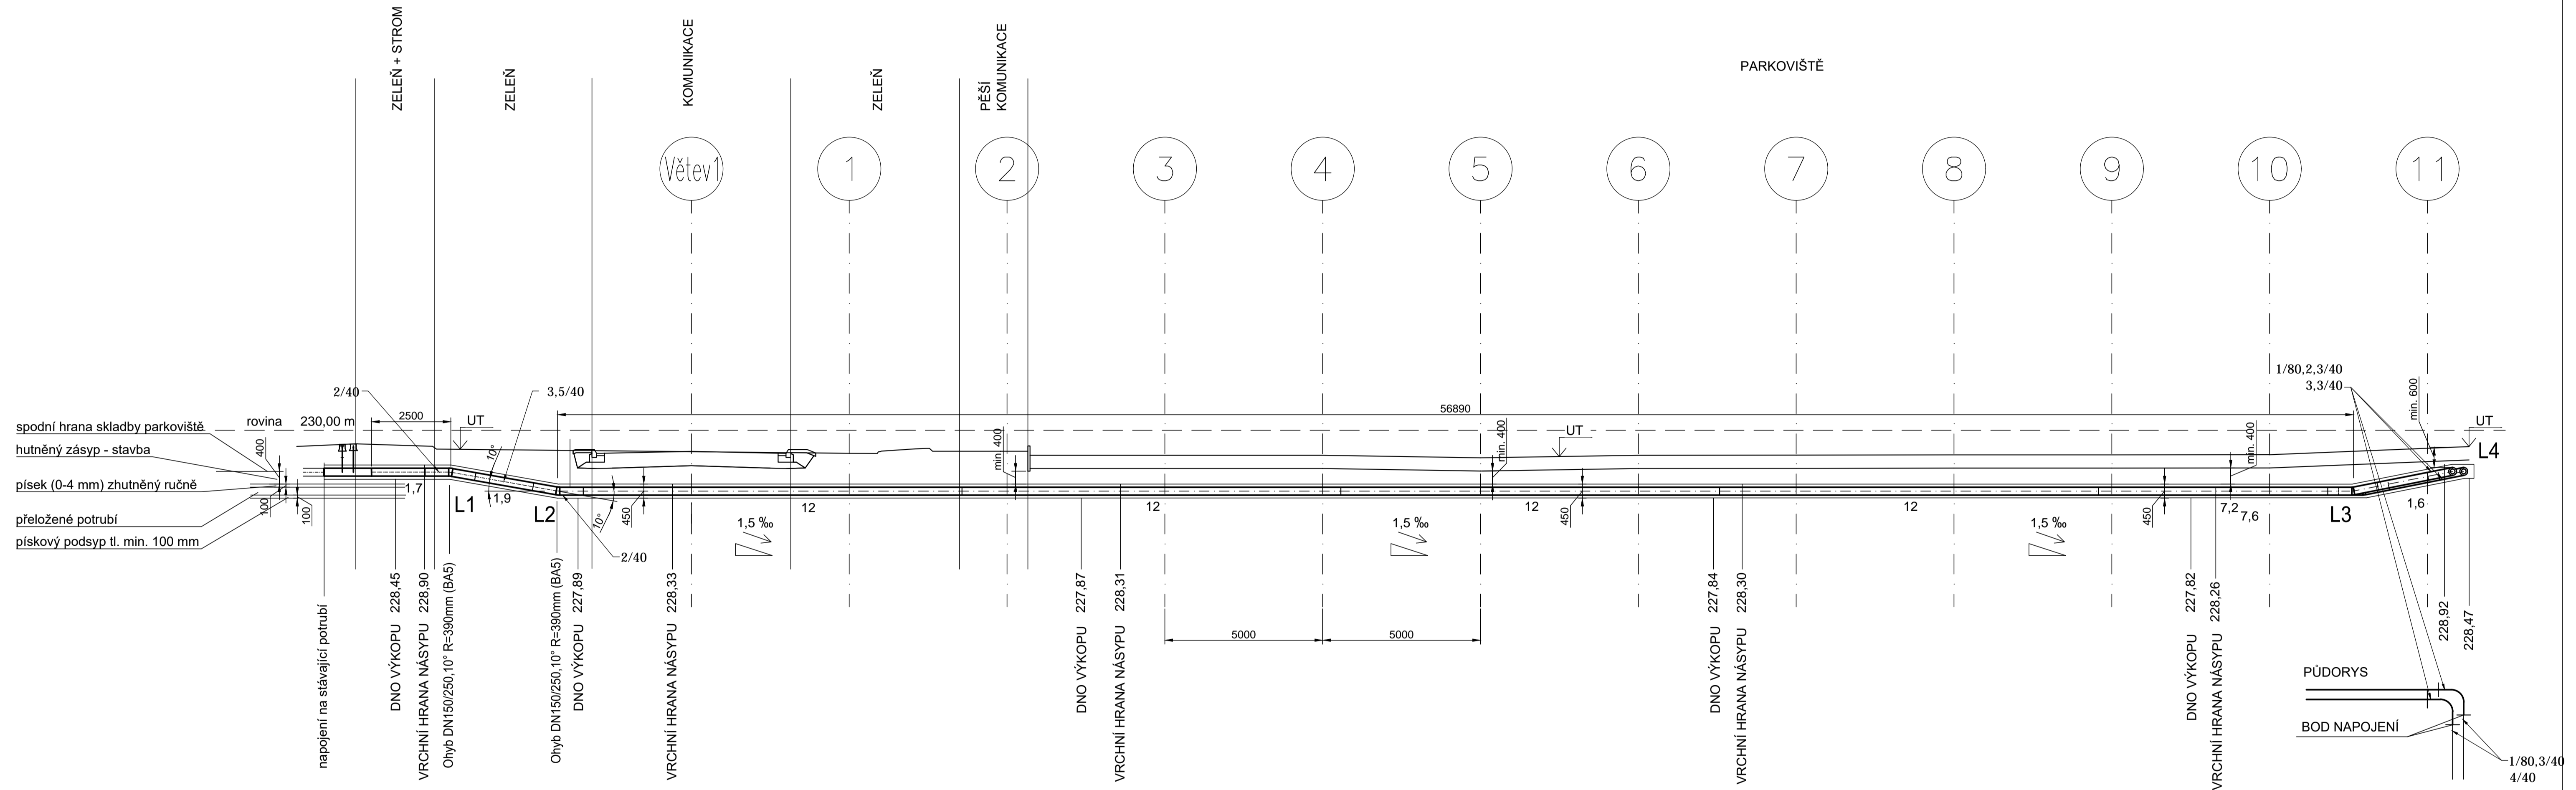 ZELEŇ + STROM
ZELEŇ
KOMUNIKACE
ZELEŇ
PĚŠÍ
KOMUNIKACE
PARKOVIŠTĚ
Větev1
1
2
3
4
5
6
7
8
9
10
11
2/40
3,5/40
1/80,2,3/40
3,3/40
spodní hrana skladby parkoviště
hutněný zásyp - stavba
písek (0-4 mm) zhutněný ručně
přeložené potrubí
pískový podsyp tl. min. 100 mm
rovina
230,00 m
2500
UT
56890
UT
UT
400
100
100
10°
10°
450
min. 400
min. 400
min. 400
min. 600
450
450
1,7
L1
1,9
L2
2/40
12
12
12
12
7,2
7,6
L3
1,6
L4
1,5 ‰
1,5 ‰
1,5 ‰
napojení na stávající potrubí
DNO VÝKOPU 228,45
VRCHNÍ HRANA NÁSYPU 228,90
Ohyb DN150/250,10° R=390mm (BA5)
Ohyb DN150/250,10° R=390mm (BA5)
DNO VÝKOPU 227,89
VRCHNÍ HRANA NÁSYPU 228,33
DNO VÝKOPU 227,87
VRCHNÍ HRANA NÁSYPU 228,31
5000
5000
DNO VÝKOPU 227,84
VRCHNÍ HRANA NÁSYPU 228,30
DNO VÝKOPU 227,82
VRCHNÍ HRANA NÁSYPU 228,26
228,92
228,47
PŮDORYS
BOD NAPOJENÍ
1/80,3/40
4/40